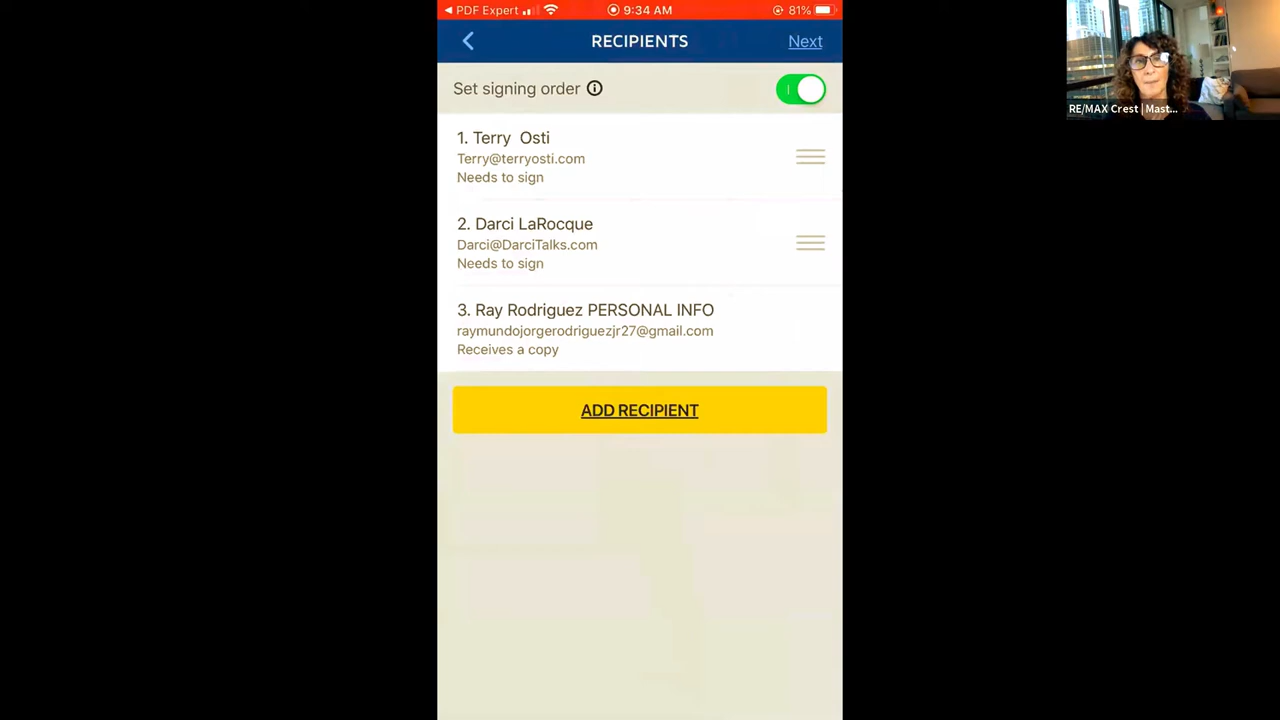 PDF Expert
9:34 AM
81%
RECIPIENTS
Next
Set signing order
1. Terry Osti
Terry@terryosti.com
Needs to sign
2. Darci LaRocque
Darci@DarciTalks.com
Needs to sign
3. Ray Rodriguez PERSONAL INFO
raymundojorgerodriguezjr27@gmail.com
Receives a copy
ADD RECIPIENT
RE/MAX Crest | Mast...